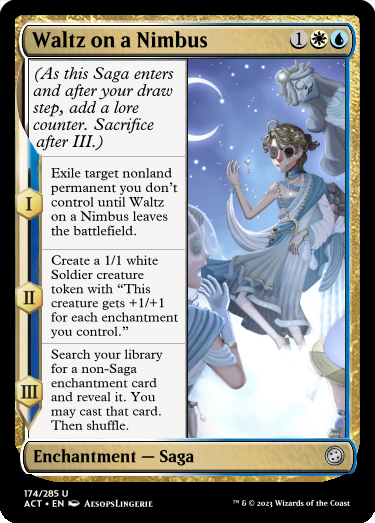 Waltz on a Nimbus 1
(As this Saga enters
and after your draw
step, add a lore
counter. Sacrifice
after III.)
I
Exile target nonland
permanent you don't
control until Waltz
on a Nimbus leaves
the battlefield.
II
Create a 1/1 white
Soldier creature
token with “This
creature gets +1/+1
for each enchantment
you control.”
III
Search your library
for a non-Saga
enchantment card
and reveal it. You
may cast that card.
Then shuffle.
Enchantment — Saga
174/285 U
ACT • EN AesopsLingerie
™ & © 2023 Wizards of the Coast